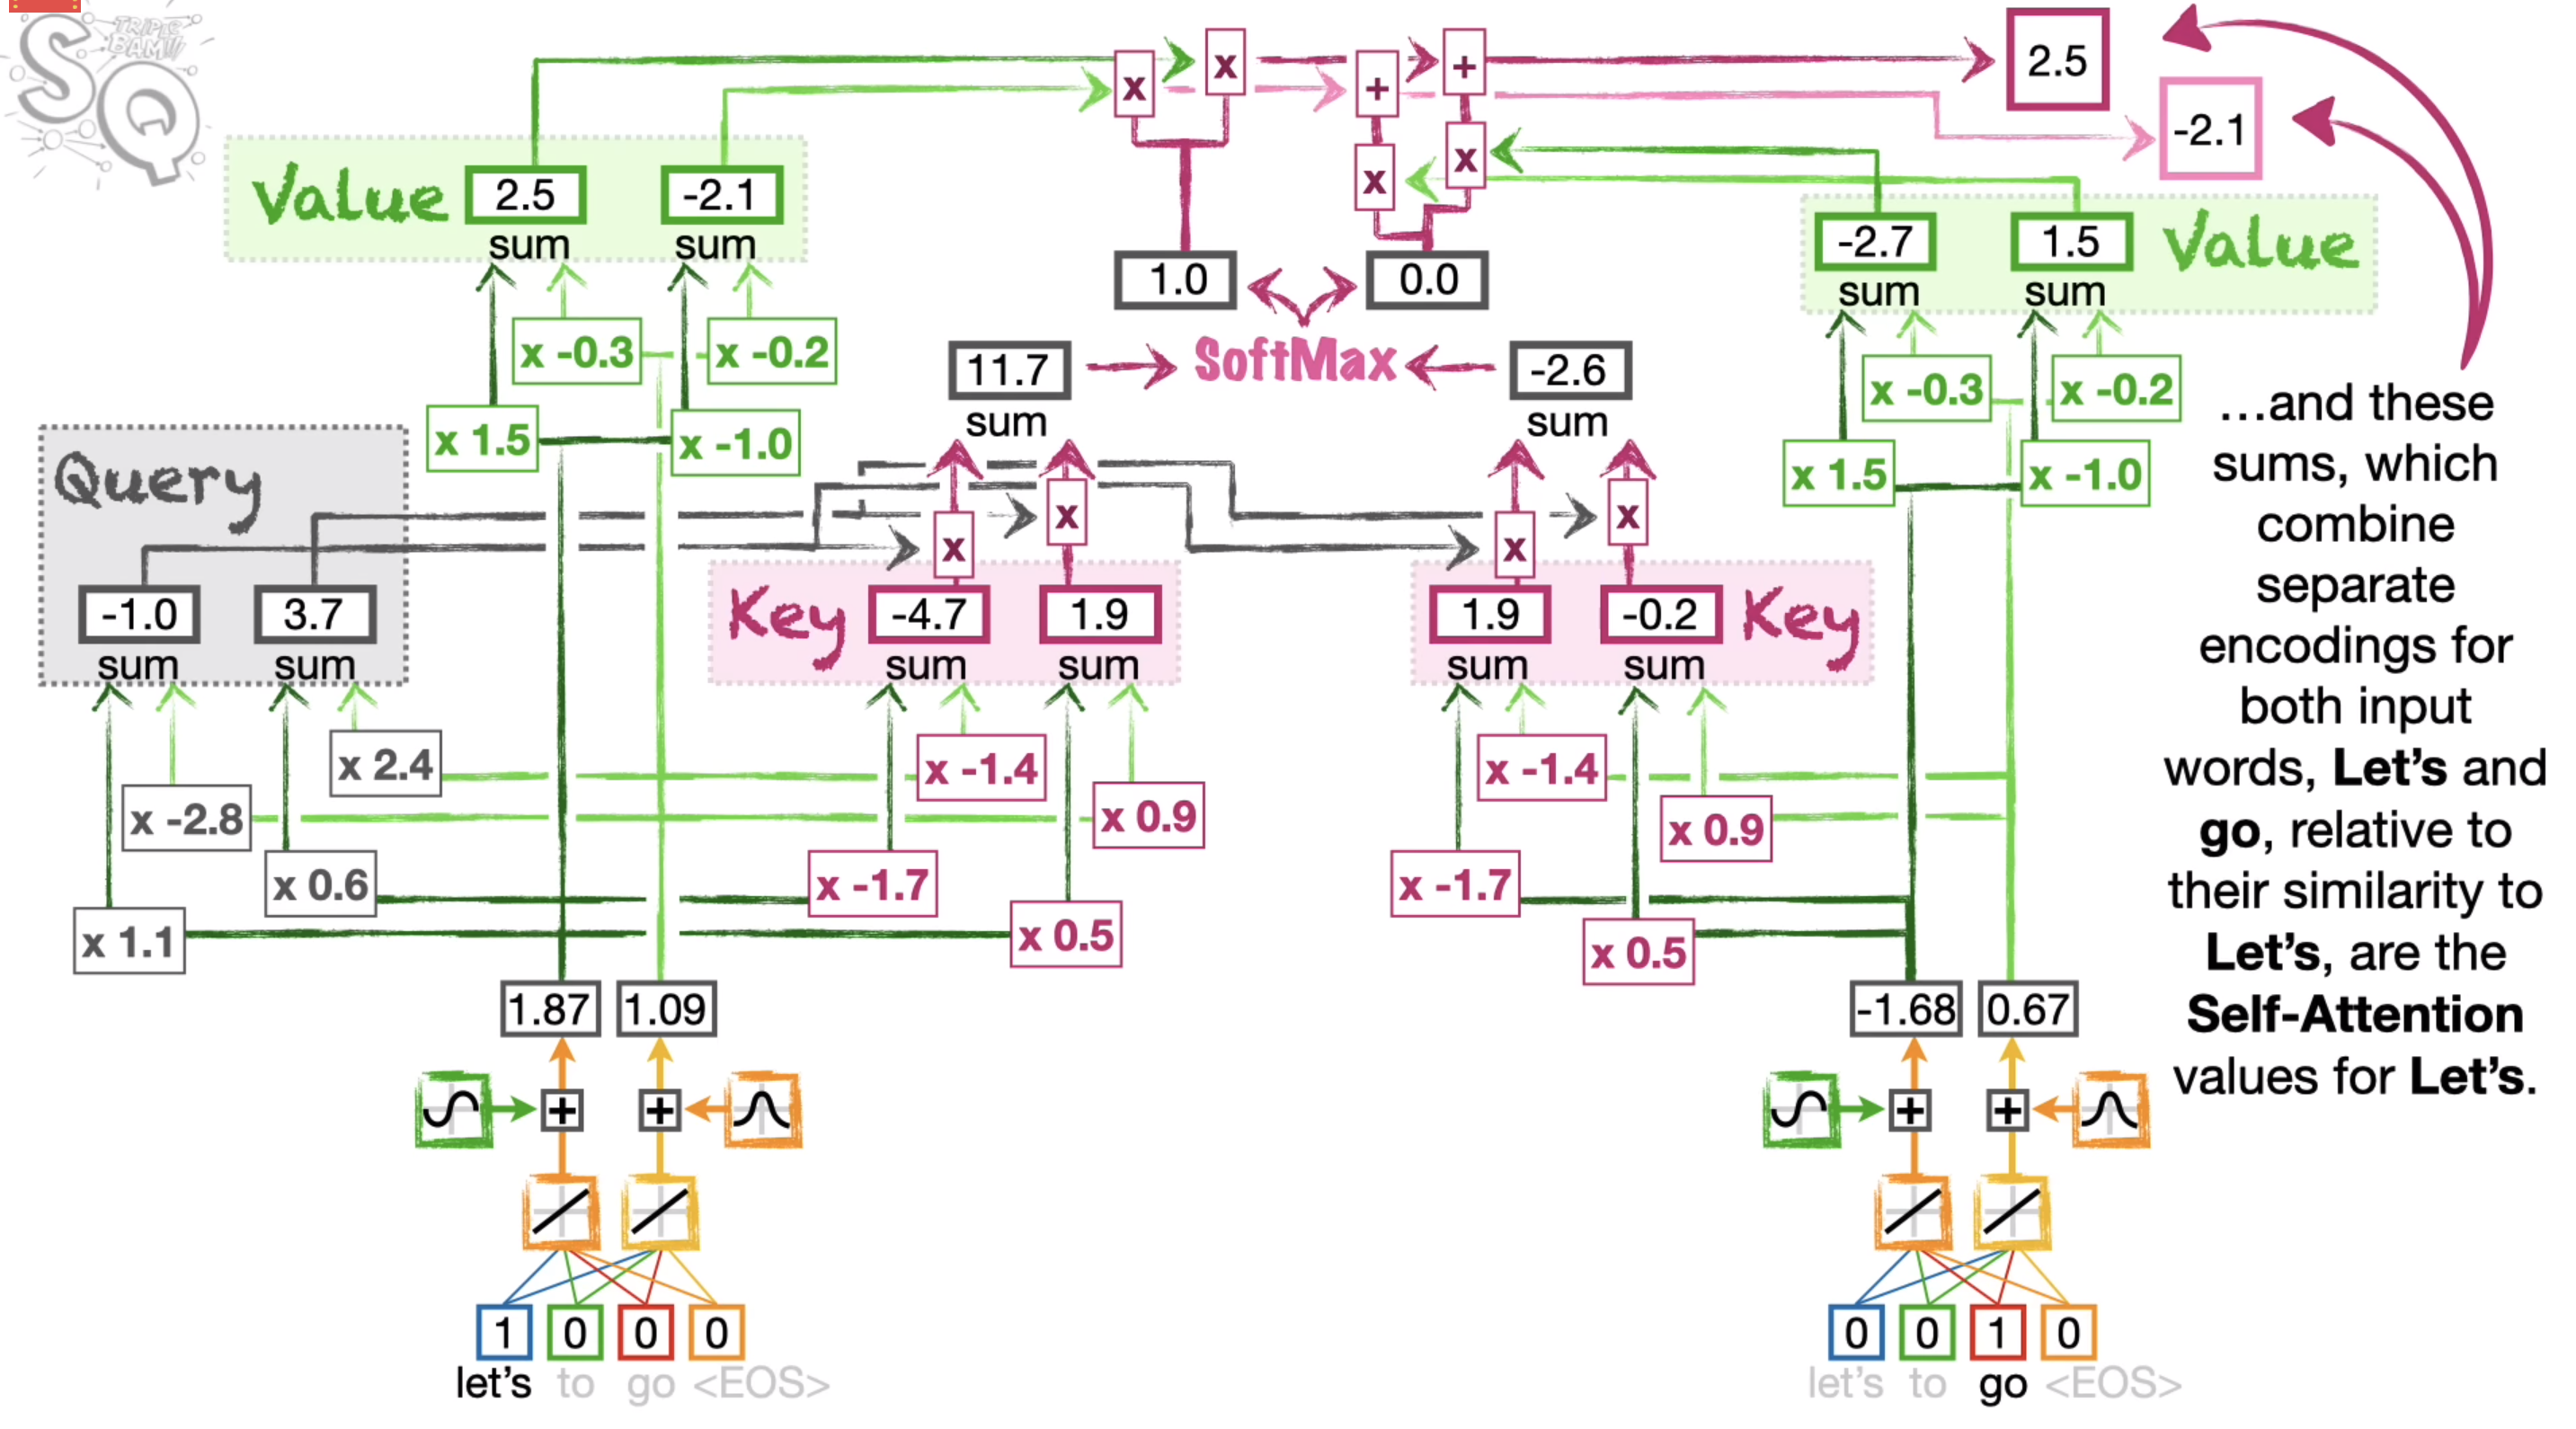 TRIPLE
BAM!!!
SQ
x
x
+
+
2.5
-2.1
x
x
Value 2.5 -2.1
sum sum
-2.7 1.5 Value
sum sum
1.0 0.0
x -0.3 x -0.2
11.7 SoftMax -2.6
sum sum
x -0.3 x -0.2
x 1.5 x -1.0
x 1.5 x -1.0
Query
x x x x
-1.0 3.7
sum sum
Key -4.7 1.9
sum sum
1.9 -0.2 Key
sum sum
x 2.4 x -1.4 x -1.4
x -2.8 x 0.9 x 0.9
x 0.6 x -1.7 x -1.7
x 1.1 x 0.5 x 0.5
1.87 1.09 -1.68 0.67
+ + + +
1 0 0 0
let's to go <EOS>
0 0 1 0
let's to go <EOS>
...and these
sums, which
combine
separate
encodings for
both input
words, Let's and
go, relative to
their similarity to
Let's, are the
Self-Attention
values for Let's.